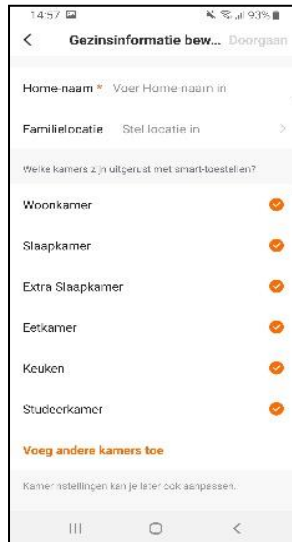 14:57 93%
Gezinsinformatie bew... Doorgaan
Home-naam * Voer Home-naam in
Familielocatie Stel locatie in
Welke kamers zijn uitgerust met smart-toestellen?
Woonkamer
Slaapkamer
Extra Slaapkamer
Eetkamer
Keuken
Studeerkamer
Voeg andere kamers toe
Kamerinstellingen kan je later ook aanpassen.